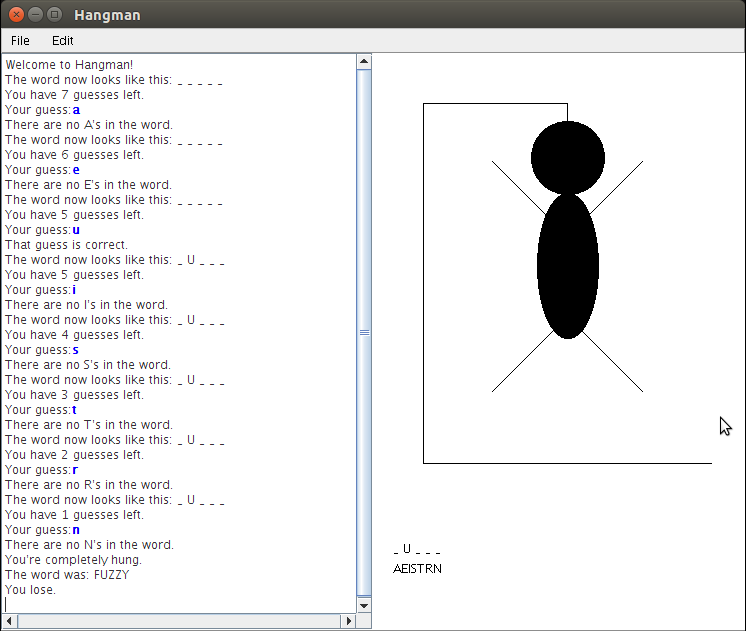 Hangman
File Edit
Welcome to Hangman!
The word now looks like this: _ _ _ _ _
You have 7 guesses left.
Your guess:a
There are no A's in the word.
The word now looks like this: _ _ _ _ _
You have 6 guesses left.
Your guess:e
There are no E's in the word.
The word now looks like this: _ _ _ _ _
You have 5 guesses left.
Your guess:u
That guess is correct.
The word now looks like this: _ U _ _ _
You have 5 guesses left.
Your guess:i
There are no I's in the word.
The word now looks like this: _ U _ _ _
You have 4 guesses left.
Your guess:s
There are no S's in the word.
The word now looks like this: _ U _ _ _
You have 3 guesses left.
Your guess:t
There are no T's in the word.
The word now looks like this: _ U _ _ _
You have 2 guesses left.
Your guess:r
There are no R's in the word.
The word now looks like this: _ U _ _ _
You have 1 guesses left.
Your guess:n
There are no N's in the word.
You're completely hung.
The word was: FUZZY
You lose.
_ U _ _ _
AEISTRN